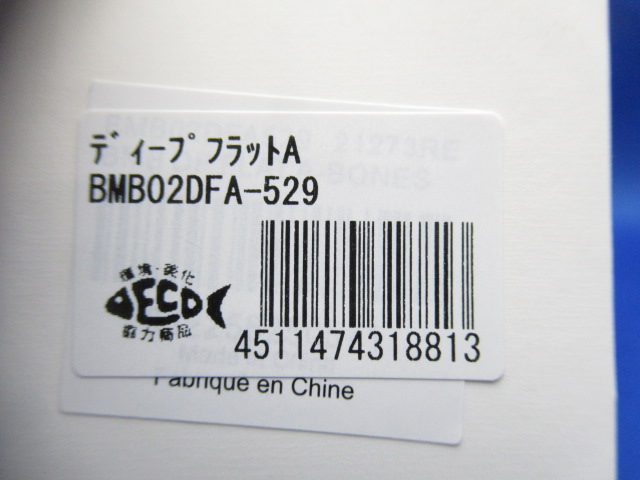 ﾃﾞｨｰﾌﾟﾌﾗｯﾄA
BMB02DFA-529
環境・美化
ECO
協力商品
4511474318813
Fabrique en Chine